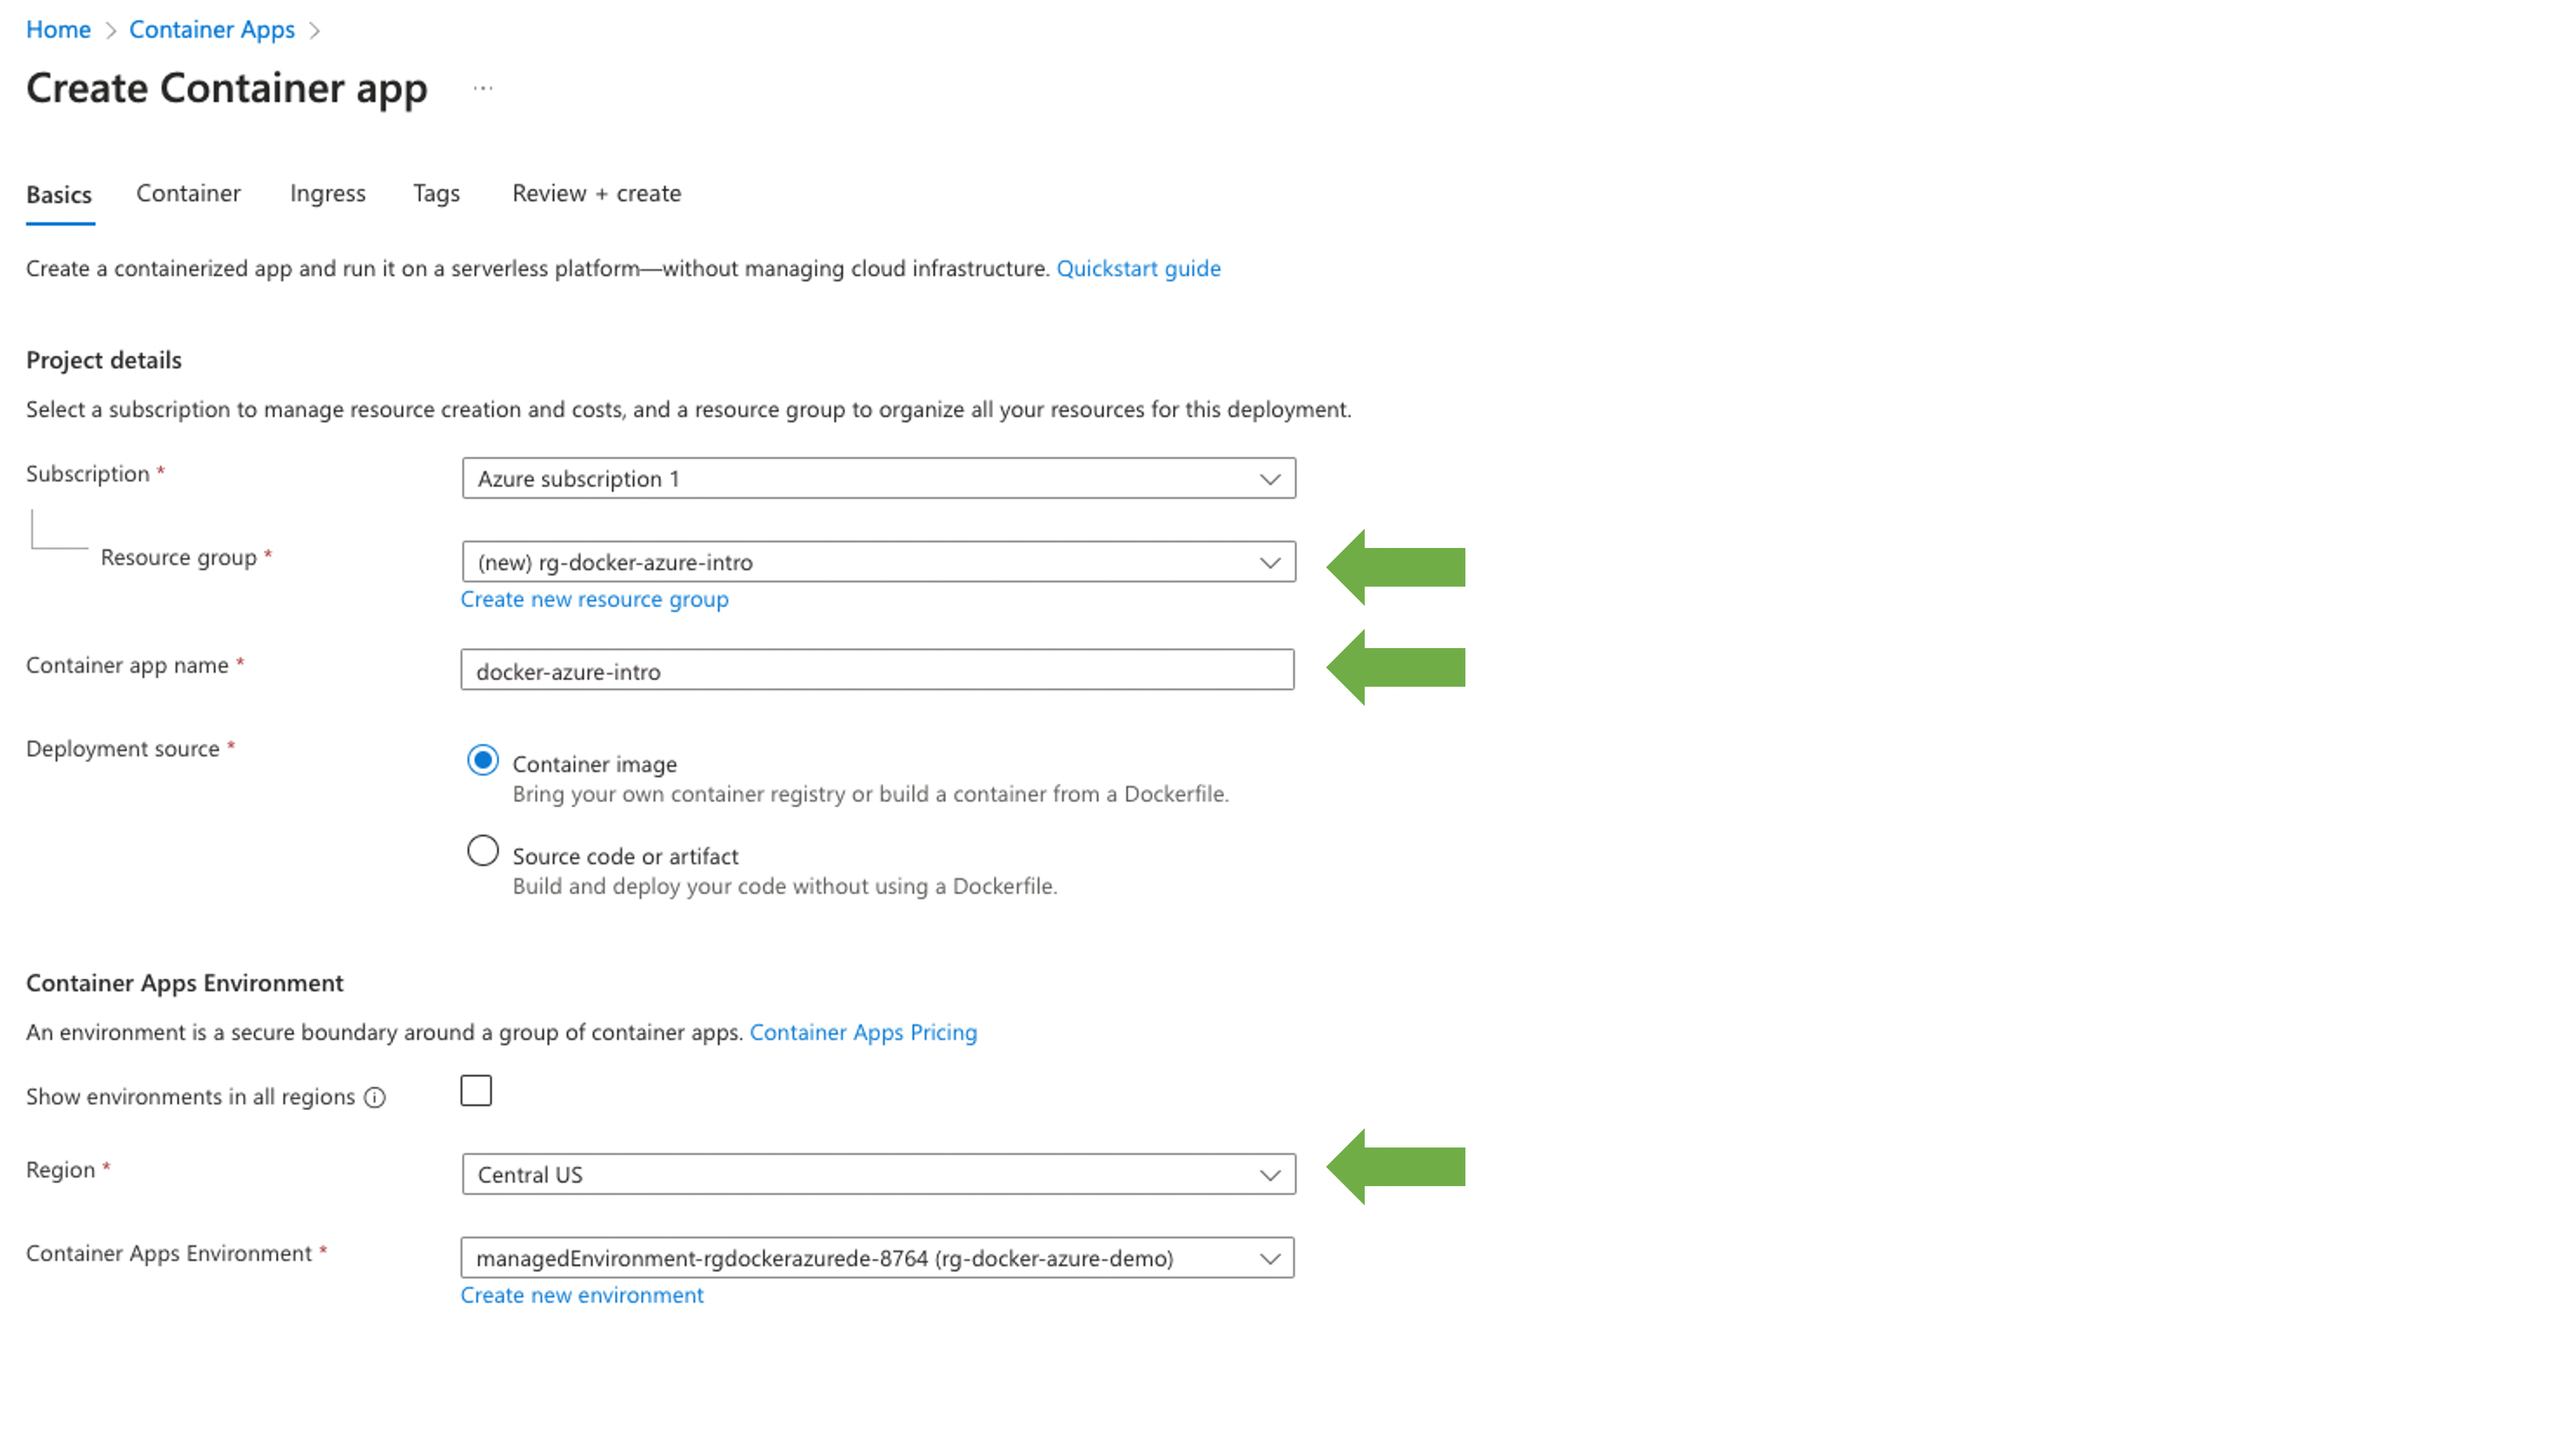 Home > Container Apps >
Create Container app ...
Basics Container Ingress Tags Review + create
Create a containerized app and run it on a serverless platform—without managing cloud infrastructure. Quickstart guide
Project details
Select a subscription to manage resource creation and costs, and a resource group to organize all your resources for this deployment.
Subscription * Azure subscription 1
Resource group * (new) rg-docker-azure-intro
Create new resource group
Container app name * docker-azure-intro
Deployment source * Container image
Bring your own container registry or build a container from a Dockerfile.
Source code or artifact
Build and deploy your code without using a Dockerfile.
Container Apps Environment
An environment is a secure boundary around a group of container apps. Container Apps Pricing
Show environments in all regions
Region * Central US
Container Apps Environment * managedEnvironment-rgdockerazurede-8764 (rg-docker-azure-demo)
Create new environment